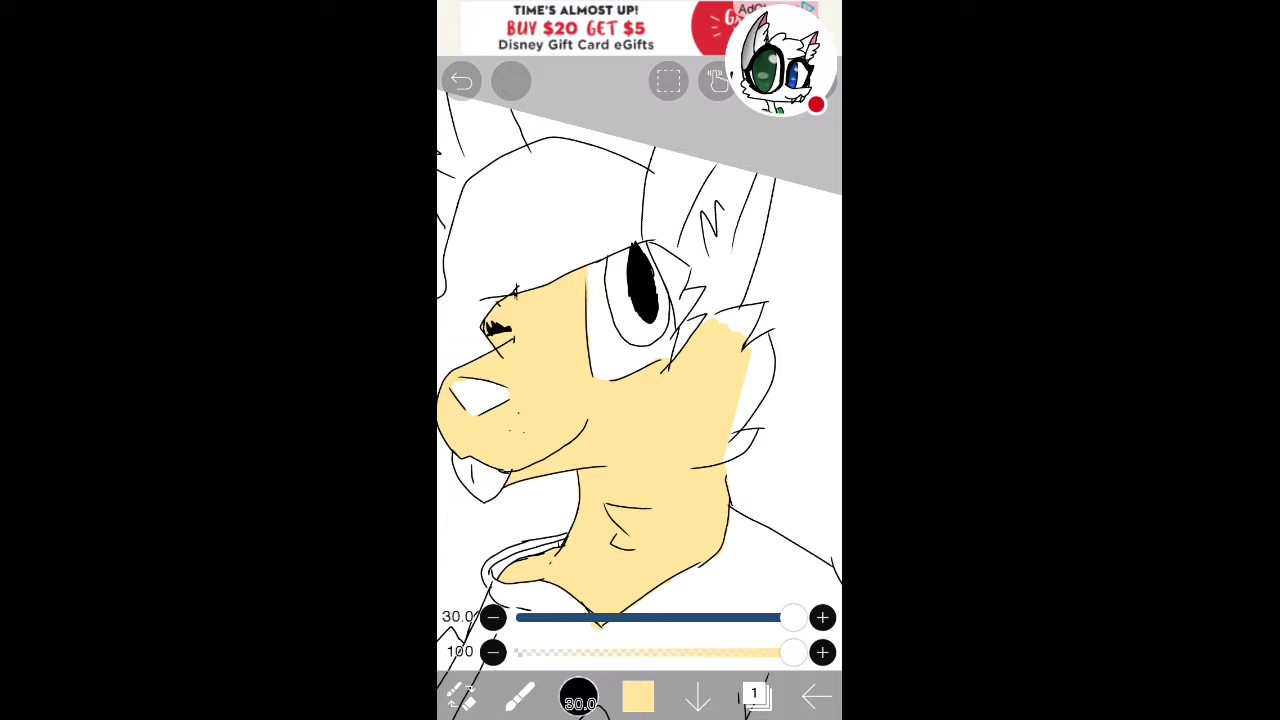 TIME'S ALMOST UP!
BUY $20 GET $5
Disney Gift Card eGifts
30.0
100
30.0
1